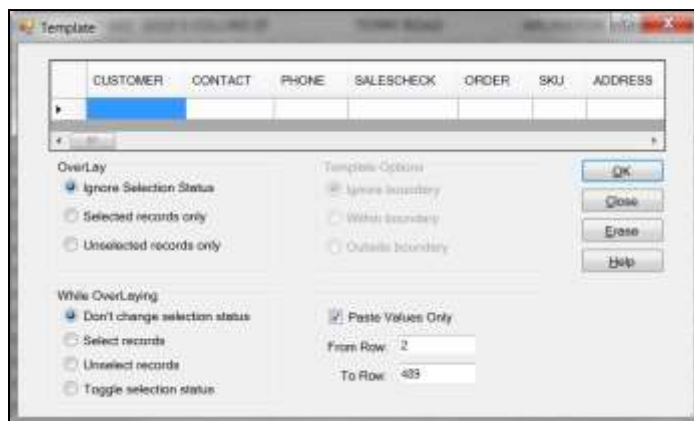 Template
CUSTOMER CONTACT PHONE SALESCHECK ORDER SKU ADDRESS
OverLay
Ignore Selection Status
Selected records only
Unselected records only
Template Options
Ignore boundary
Within boundary
Outside boundary
OK
Close
Erase
Help
While OverLaying
Don't change selection status
Select records
Unselect records
Toggle selection status
Paste Values Only
From Row: 2
To Row: 489